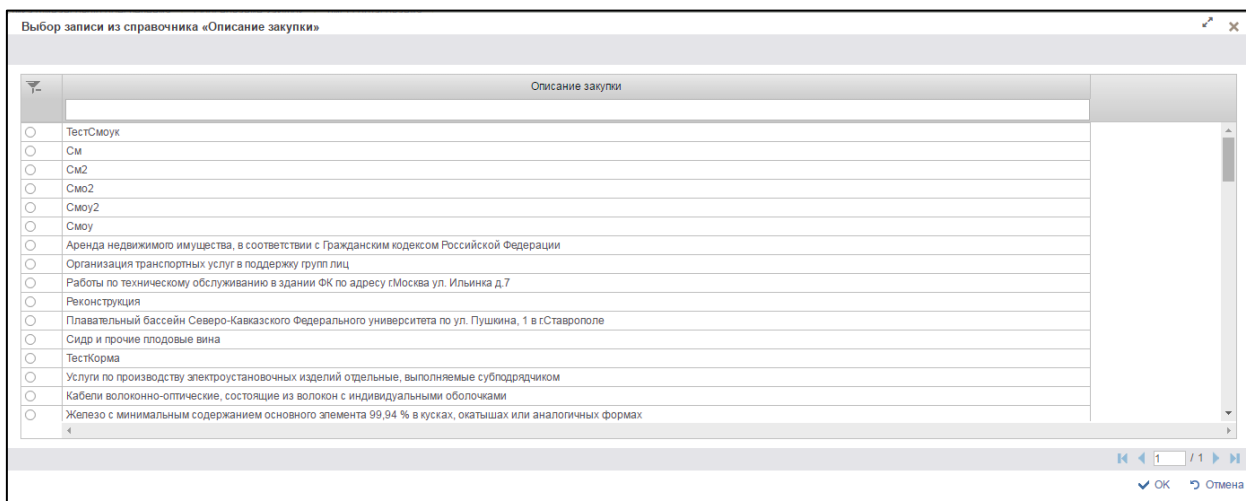 Выбор записи из справочника «Описание закупки»
Описание закупки
ТестСмоук
См
См2
Смо2
Смоу2
Смоу
Аренда недвижимого имущества, в соответствии с Гражданским кодексом Российской Федерации
Организация транспортных услуг в поддержку групп лиц
Работы по техническому обслуживанию в здании ФК по адресу г.Москва ул. Ильинка д.7
Реконструкция
Плавательный бассейн Северо-Кавказского Федерального университета по ул. Пушкина, 1 в г.Ставрополе
Сидр и прочие плодовые вина
ТестКорма
Услуги по производству электроустановочных изделий отдельные, выполняемые субподрядчиком
Кабели волоконно-оптические, состоящие из волокон с индивидуальными оболочками
Железо с минимальным содержанием основного элемента 99,94 % в кусках, окатышах или аналогичных формах
1 / 1
ОК Отмена